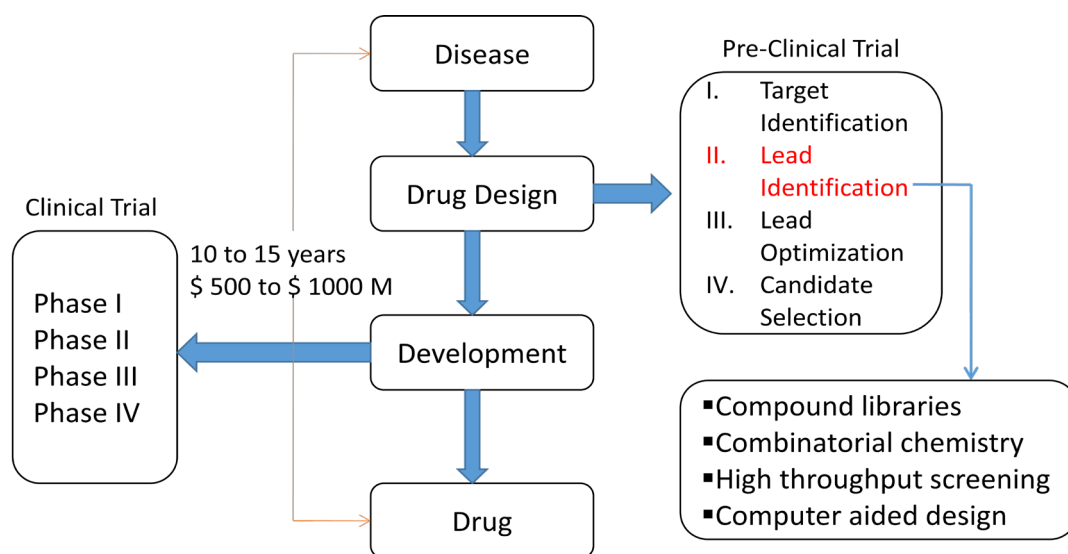 Disease
Pre-Clinical Trial
I. Target
Identification
II. Lead
Identification
III. Lead
Optimization
IV. Candidate
Selection
Drug Design
Clinical Trial
10 to 15 years
$ 500 to $ 1000 M
Phase I
Phase II
Phase III
Phase IV
Development
▪Compound libraries
▪Combinatorial chemistry
▪High throughput screening
▪Computer aided design
Drug